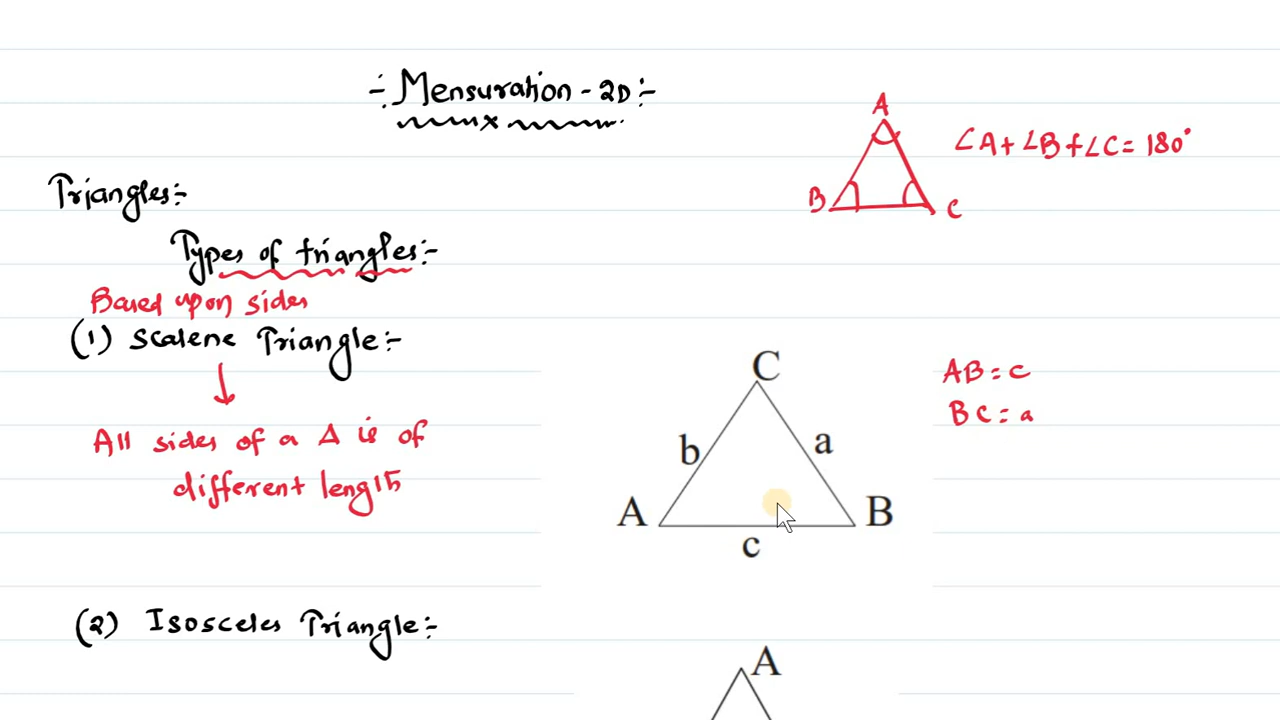 :- Mensuration - 2D :-
A
∠A + ∠B + ∠C = 180°
B
C
Triangles:-
Types of triangles:-
Based upon sides
(1) Scalene Triangle:-
All sides of a Δ is of
different length
C
b
a
A
B
c
AB = c
BC = a
(2) Isosceles Triangle:-
A